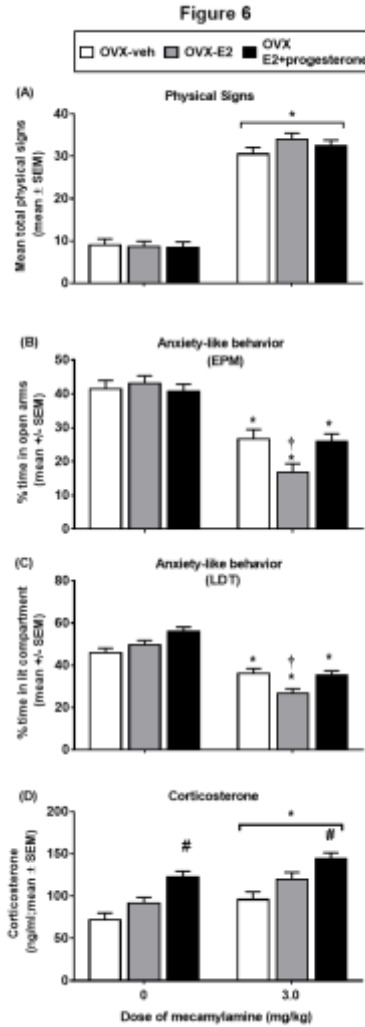 Figure 6
OVX-veh OVX-E2 OVX
E2+progesterone
(A) Physical Signs
*
Mean total physical signs
(mean ± SEM)
40
30
20
10
0
(B) Anxiety-like behavior
(EPM)
% time in open arms
(mean +/- SEM)
50
40
30
20
10
0
* † * *
(C) Anxiety-like behavior
(LDT)
% time in lit compartment
(mean +/- SEM)
80
60
40
20
0
* † * *
(D) Corticosterone
Corticosterone
(ng/ml;mean ± SEM)
200
150
100
50
0
# * #
0 3.0
Dose of mecamylamine (mg/kg)